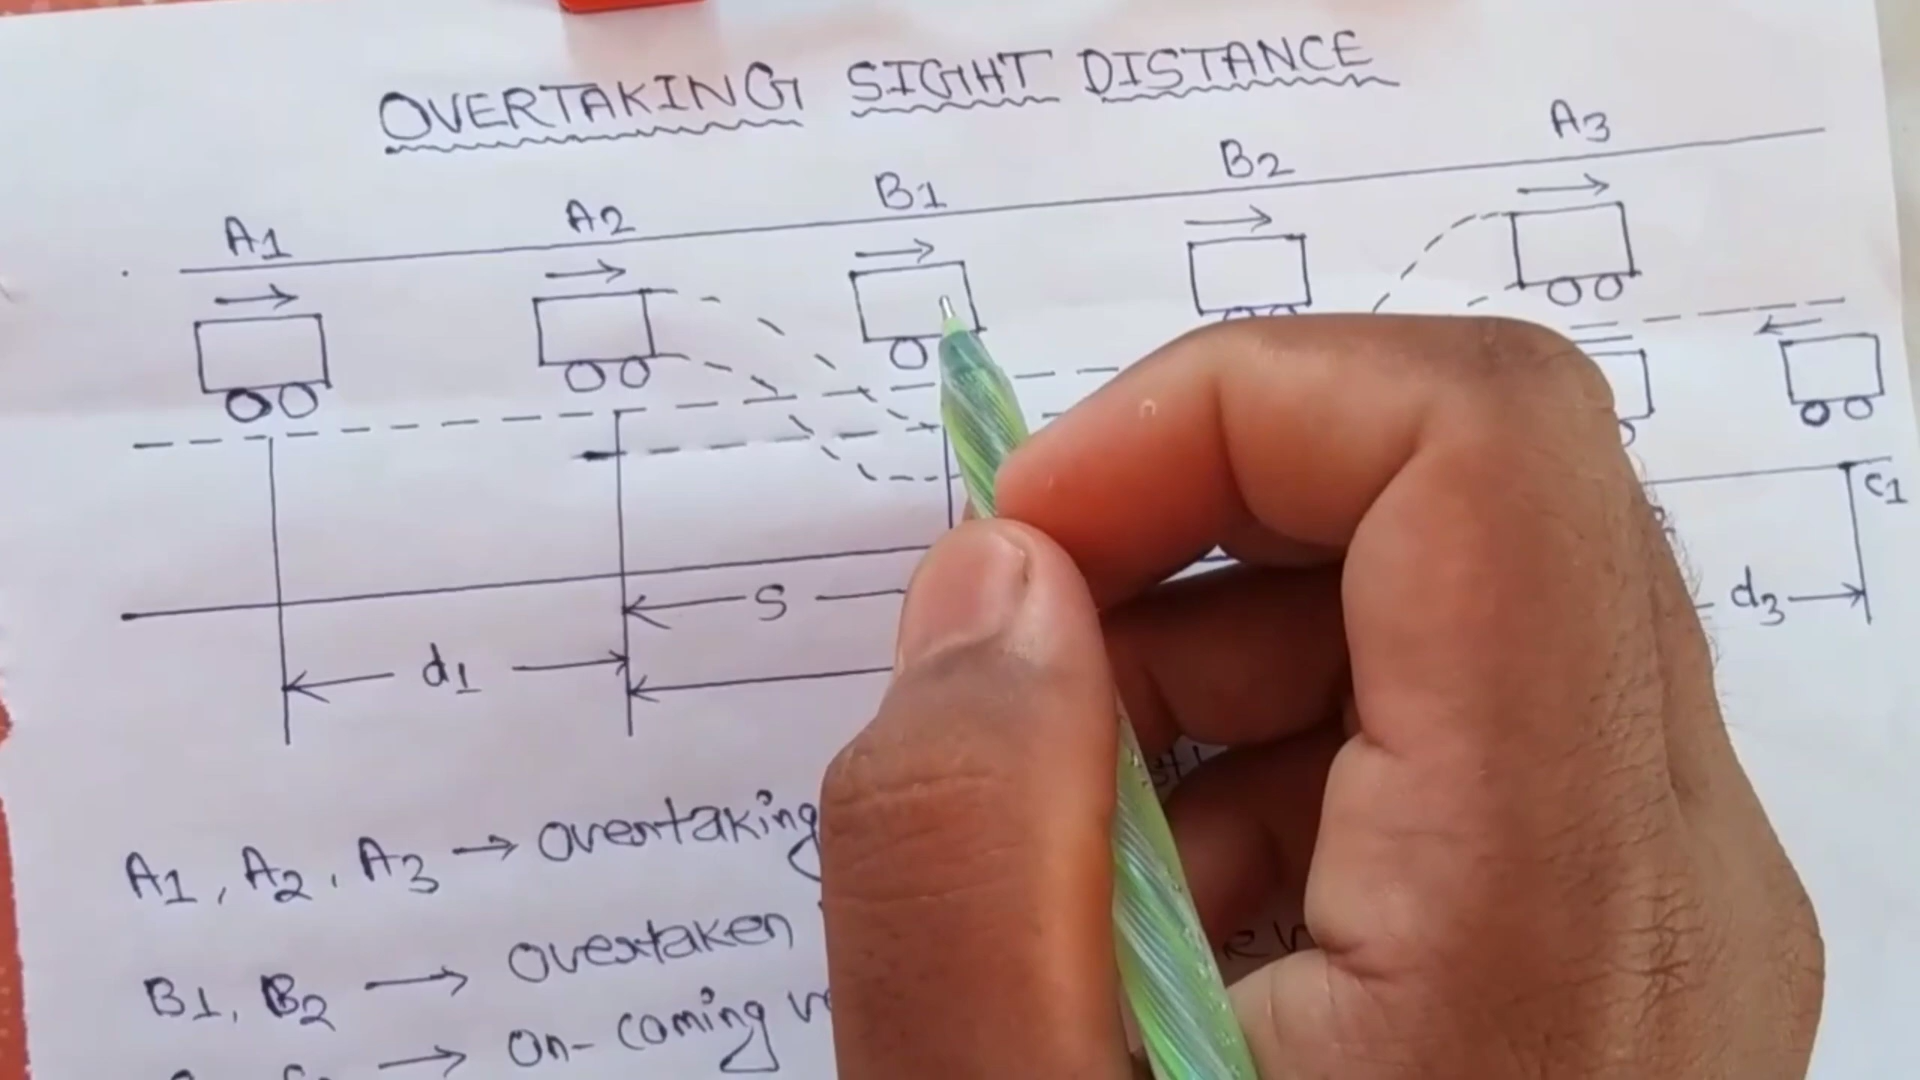 OVERTAKING SIGHT DISTANCE
A1 A2 B1 B2 A3
C1
S
d1
d3
A1, A2, A3 → overtaking
B1, B2 → overtaken
→ on-coming